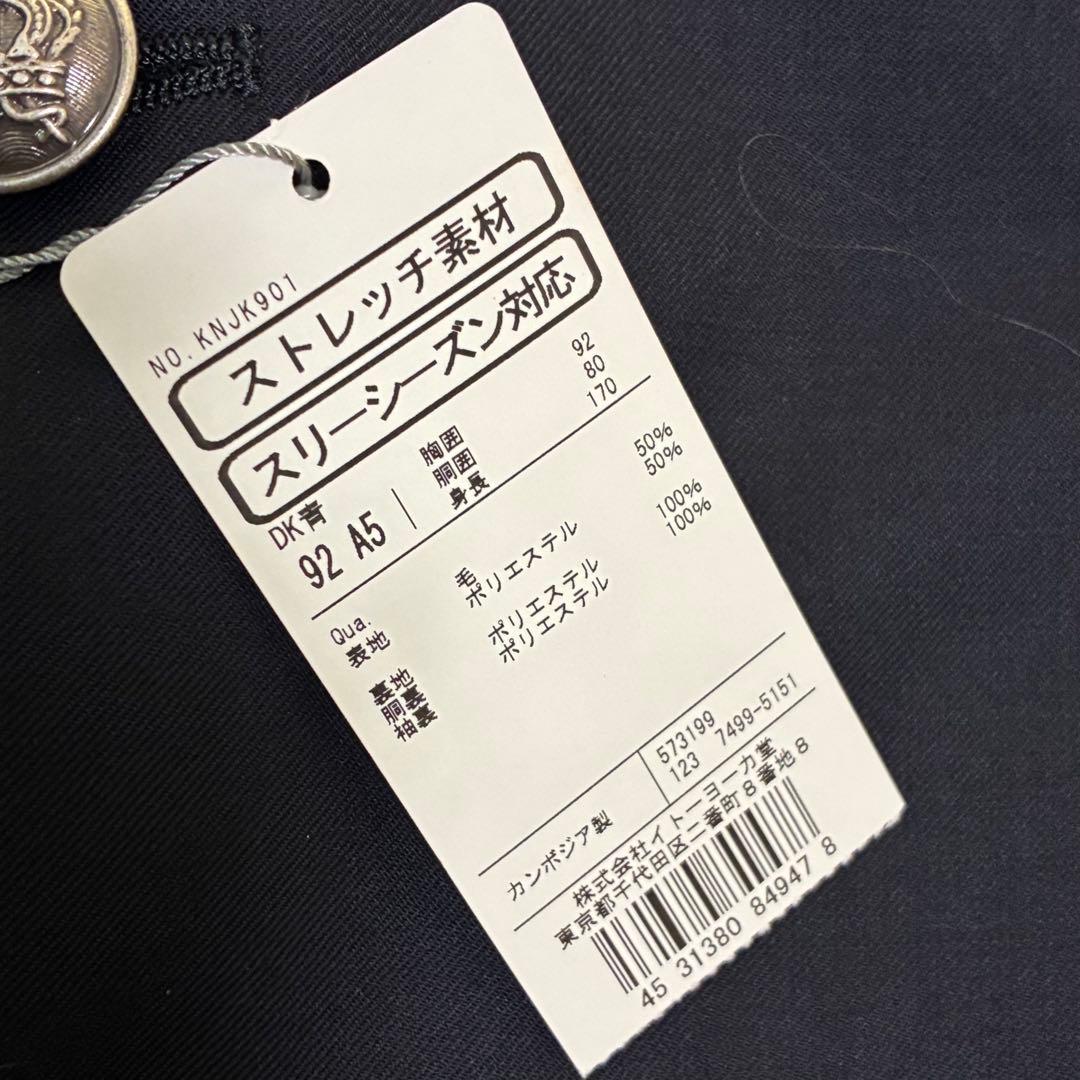 NO. KNJK901
ストレッチ素材
スリーシーズン対応
DK青
92 A5
胸囲 92
胴囲 80
身長 170
Qua.
表地 毛 50%
ポリエステル 50%
裏地
胴裏 ポリエステル 100%
袖裏 ポリエステル 100%
カンボジア製
573199
123 7499-5151
株式会社イトーヨーカ堂
東京都千代田区二番町8番地8
45 31380 84947 8